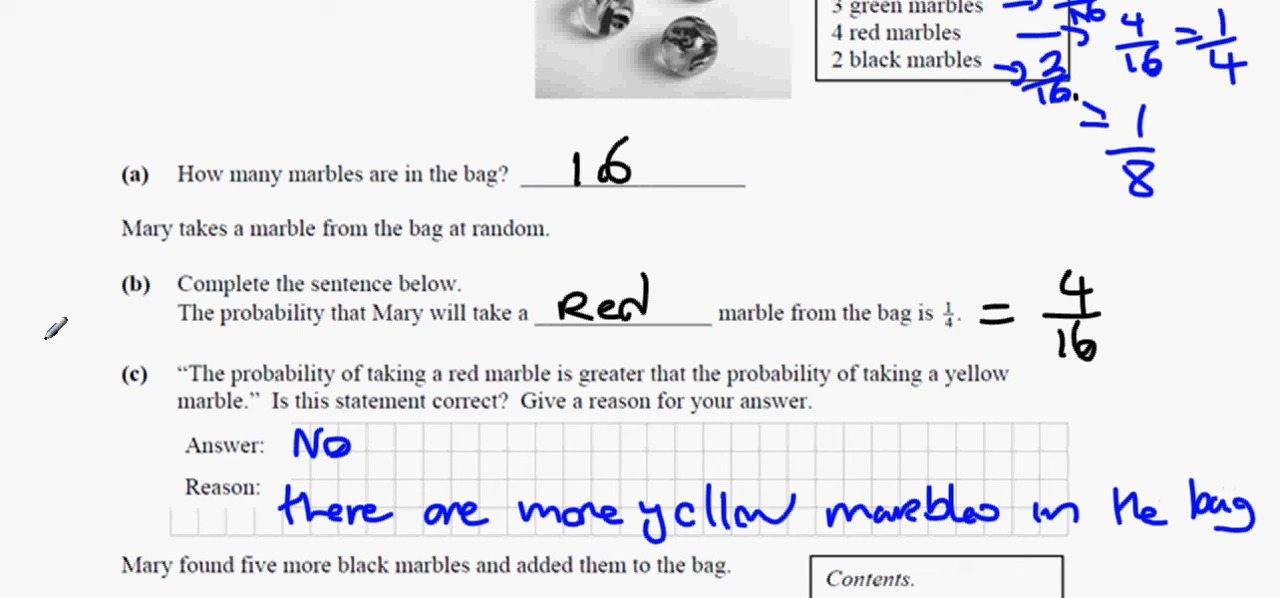 3 green marbles →
4 red marbles → 4/16 = 1/4
2 black marbles → 2/16
= 1/8
(a) How many marbles are in the bag? 16
Mary takes a marble from the bag at random.
(b) Complete the sentence below.
The probability that Mary will take a Red marble from the bag is 1/4. = 4/16
(c) “The probability of taking a red marble is greater that the probability of taking a yellow
marble.” Is this statement correct? Give a reason for your answer.
Answer: No
Reason: there are more yellow marbles in the bag
Mary found five more black marbles and added them to the bag.
Contents.